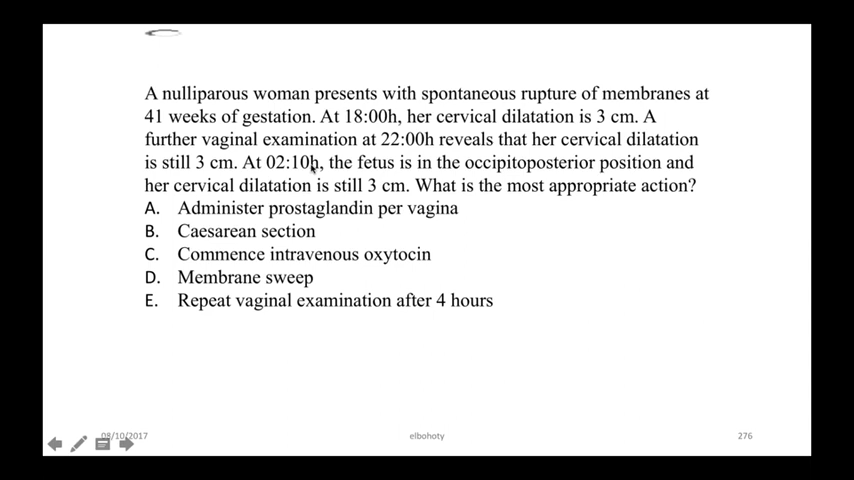 A nulliparous woman presents with spontaneous rupture of membranes at
41 weeks of gestation. At 18:00h, her cervical dilatation is 3 cm. A
further vaginal examination at 22:00h reveals that her cervical dilatation
is still 3 cm. At 02:10h, the fetus is in the occipitoposterior position and
her cervical dilatation is still 3 cm. What is the most appropriate action?
A. Administer prostaglandin per vagina
B. Caesarean section
C. Commence intravenous oxytocin
D. Membrane sweep
E. Repeat vaginal examination after 4 hours
08/10/2017 elbohoty 276